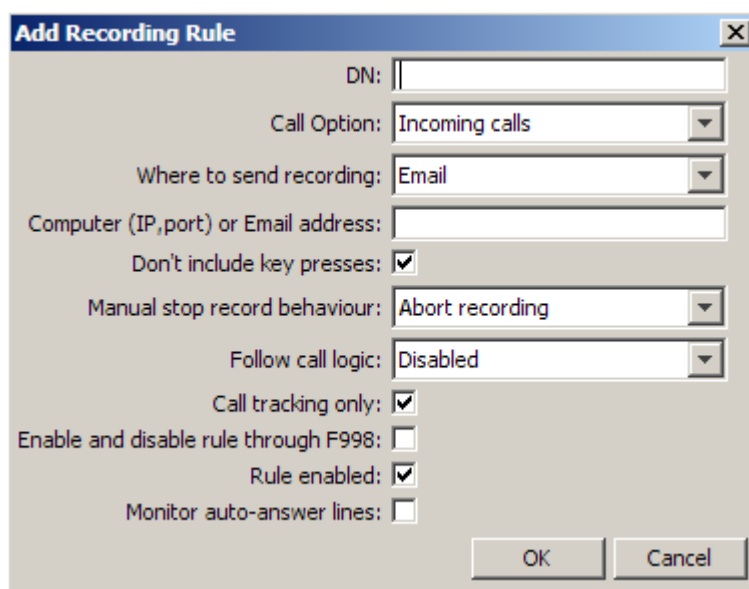 Add Recording Rule
DN:
Call Option: Incoming calls
Where to send recording: Email
Computer (IP,port) or Email address:
Don't include key presses:
Manual stop record behaviour: Abort recording
Follow call logic: Disabled
Call tracking only:
Enable and disable rule through F998:
Rule enabled:
Monitor auto-answer lines:
OK Cancel